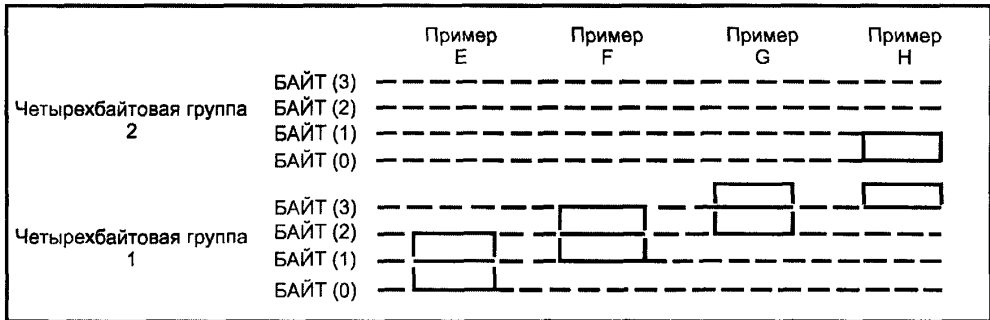 Пример Пример Пример Пример
E F G H
БАЙТ (3)
Четырехбайтовая группа БАЙТ (2)
2 БАЙТ (1)
БАЙТ (0)
БАЙТ (3)
Четырехбайтовая группа БАЙТ (2)
1 БАЙТ (1)
БАЙТ (0)